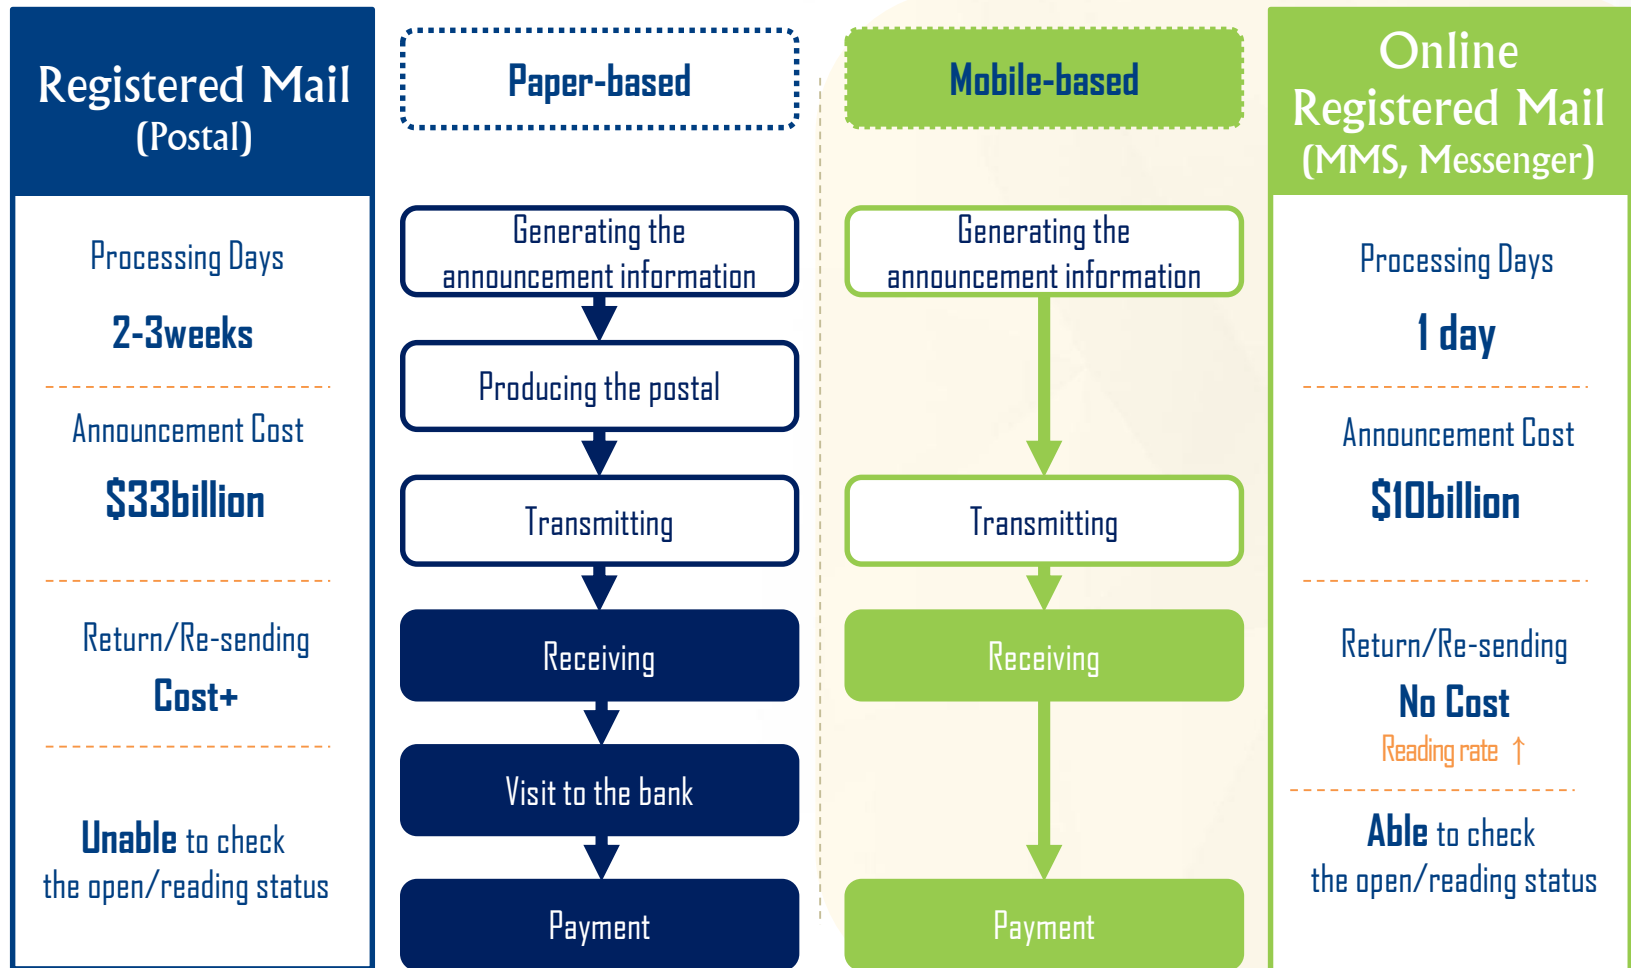 Registered Mail
(Postal)
Processing Days
2-3weeks
Announcement Cost
$33billion
Return/Re-sending
Cost+
Unable to check
the open/reading status
Paper-based
Generating the
announcement information
Producing the postal
Transmitting
Receiving
Visit to the bank
Payment
Mobile-based
Generating the
announcement information
Transmitting
Receiving
Payment
Online
Registered Mail
(MMS, Messenger)
Processing Days
1 day
Announcement Cost
$10billion
Return/Re-sending
No Cost
Reading rate ↑
Able to check
the open/reading status